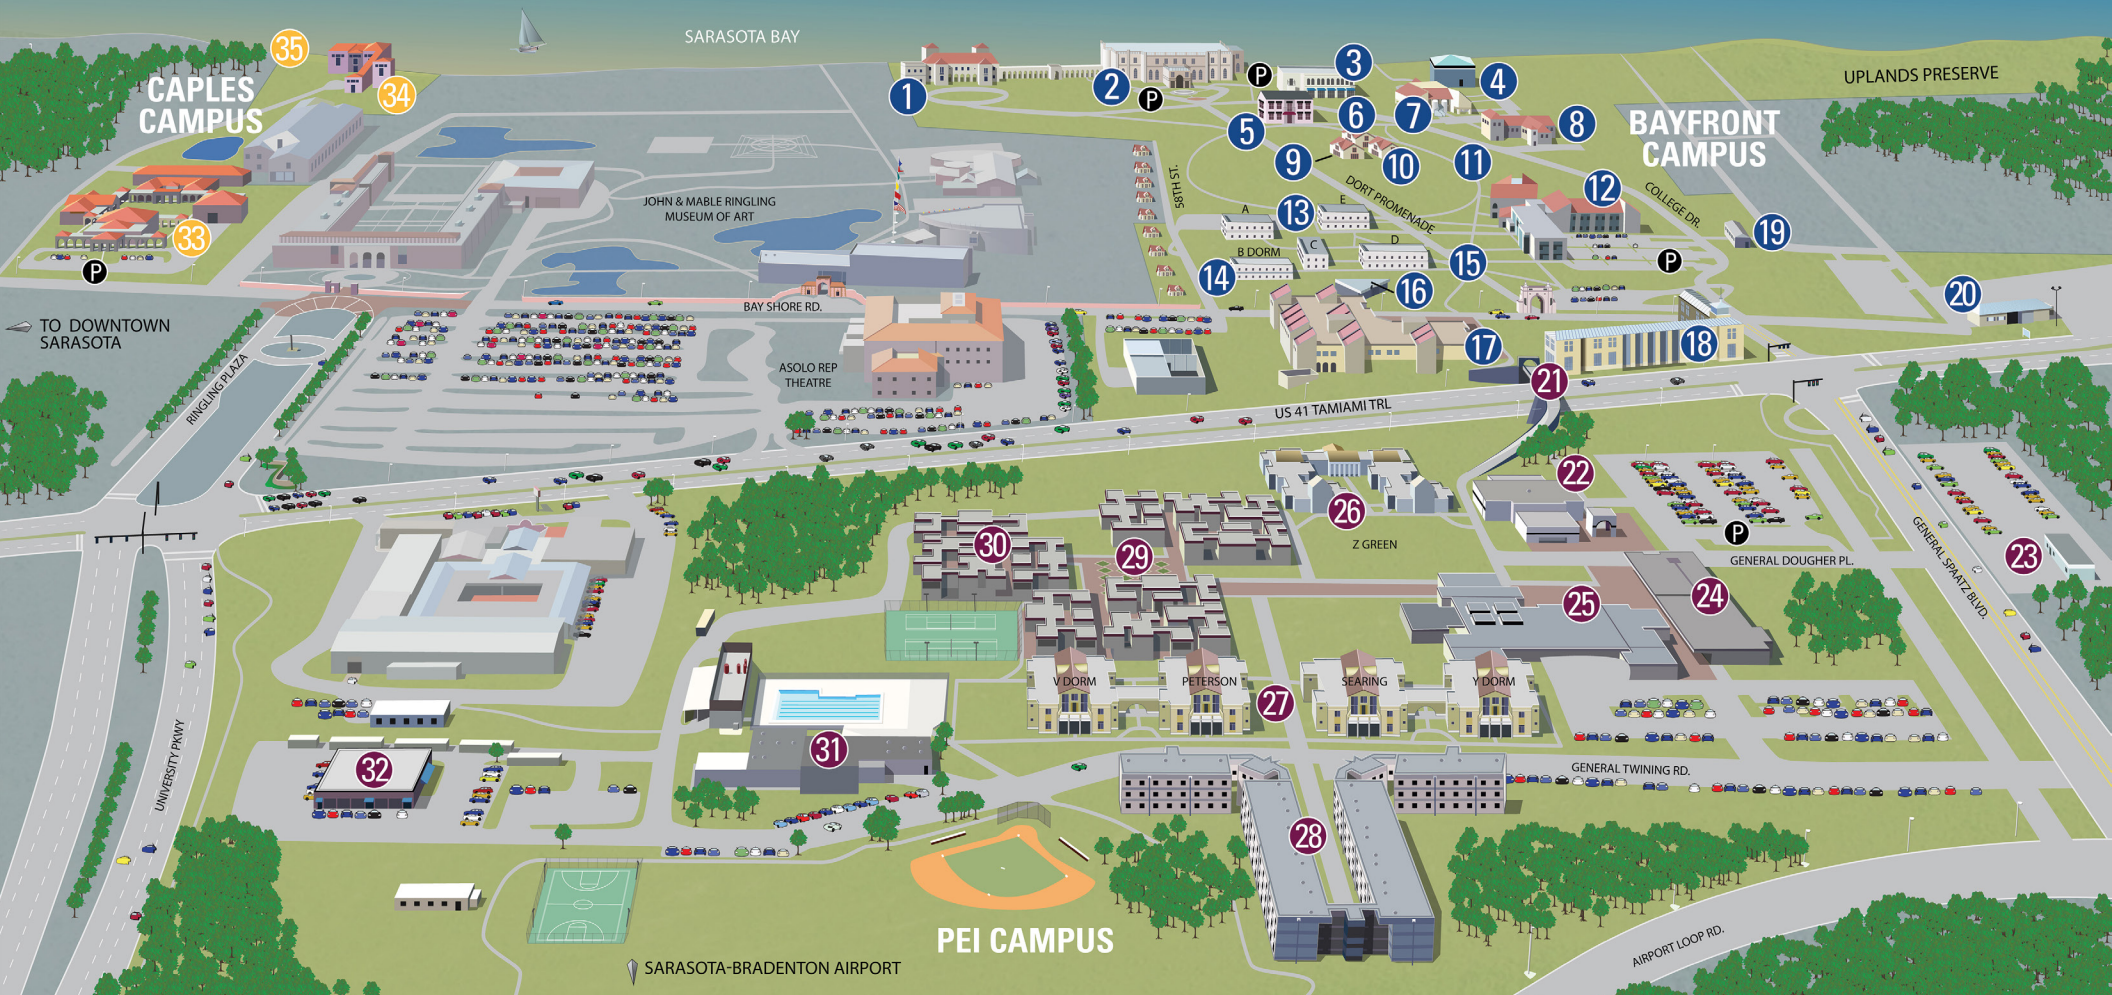 SARASOTA BAY
35
34
CAPLES
CAMPUS
33
P
1
2
P
P
3
4
5
6
7
8
9
10
11
12
UPLANDS PRESERVE
BAYFRONT
CAMPUS
58TH ST.
DORT PROMENADE
COLLEGE DR.
JOHN & MABLE RINGLING
MUSEUM OF ART
A
13
E
B DORM
C
D
14
15
16
P
19
20
BAY SHORE RD.
TO DOWNTOWN
SARASOTA
RINGLING PLAZA
ASOLO REP
THEATRE
17
18
21
US 41 TAMIAMI TRL
22
P
23
GENERAL SPAATZ BLVD.
GENERAL DOUGHER PL.
26
Z GREEN
30
29
25
24
V DORM
PETERSON
27
SEARING
Y DORM
31
32
UNIVERSITY PKWY
GENERAL TWINING RD.
28
PEI CAMPUS
SARASOTA-BRADENTON AIRPORT
AIRPORT LOOP RD.